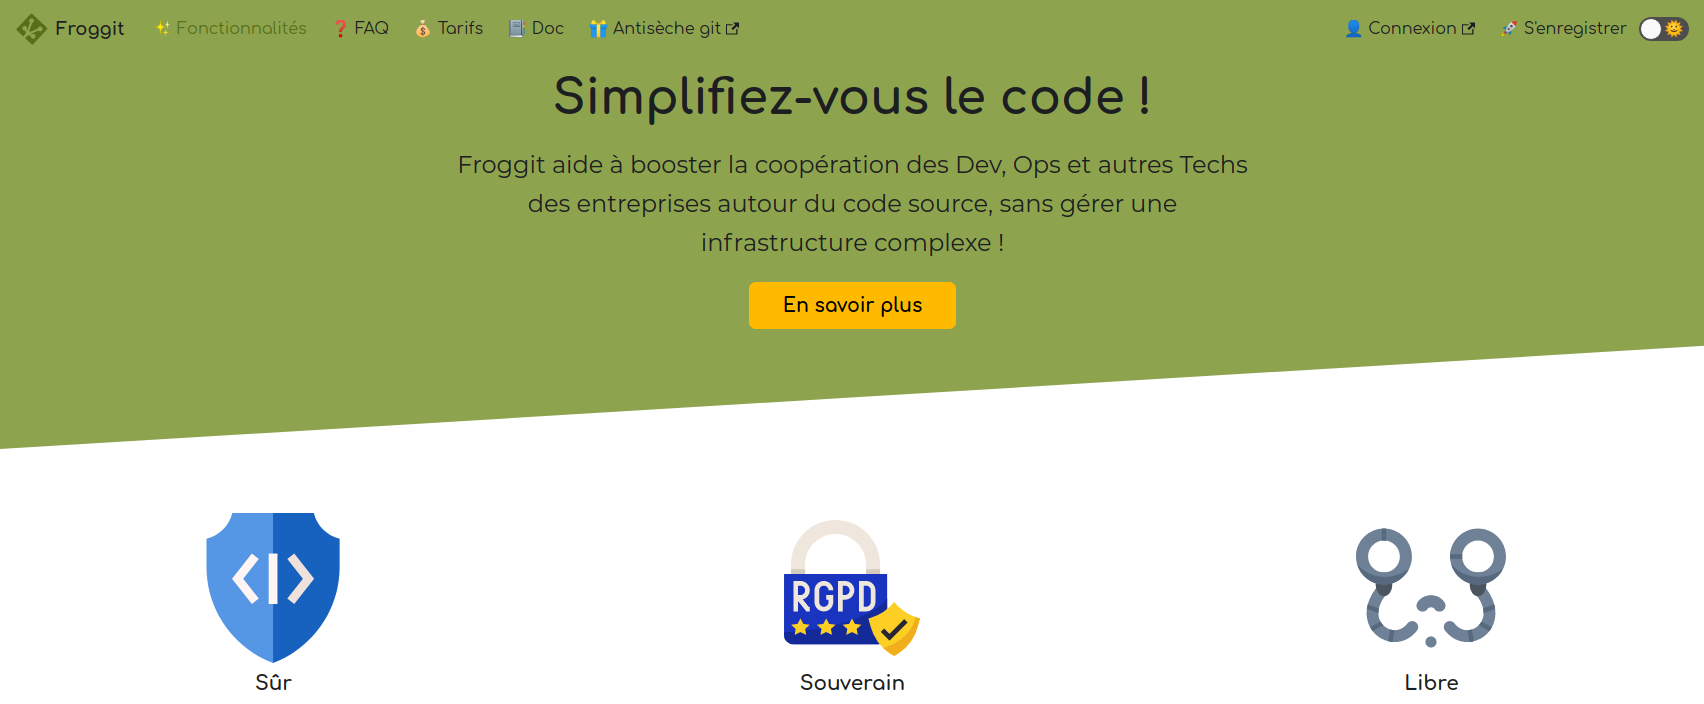 Froggit
✨ Fonctionnalités
❓ FAQ
💰 Tarifs
📘 Doc
🎁 Antisèche git
👤 Connexion
🚀 S'enregistrer
Simplifiez-vous le code !
Froggit aide à booster la coopération des Dev, Ops et autres Techs
des entreprises autour du code source, sans gérer une
infrastructure complexe !
En savoir plus
RGPD
Sûr
Souverain
Libre